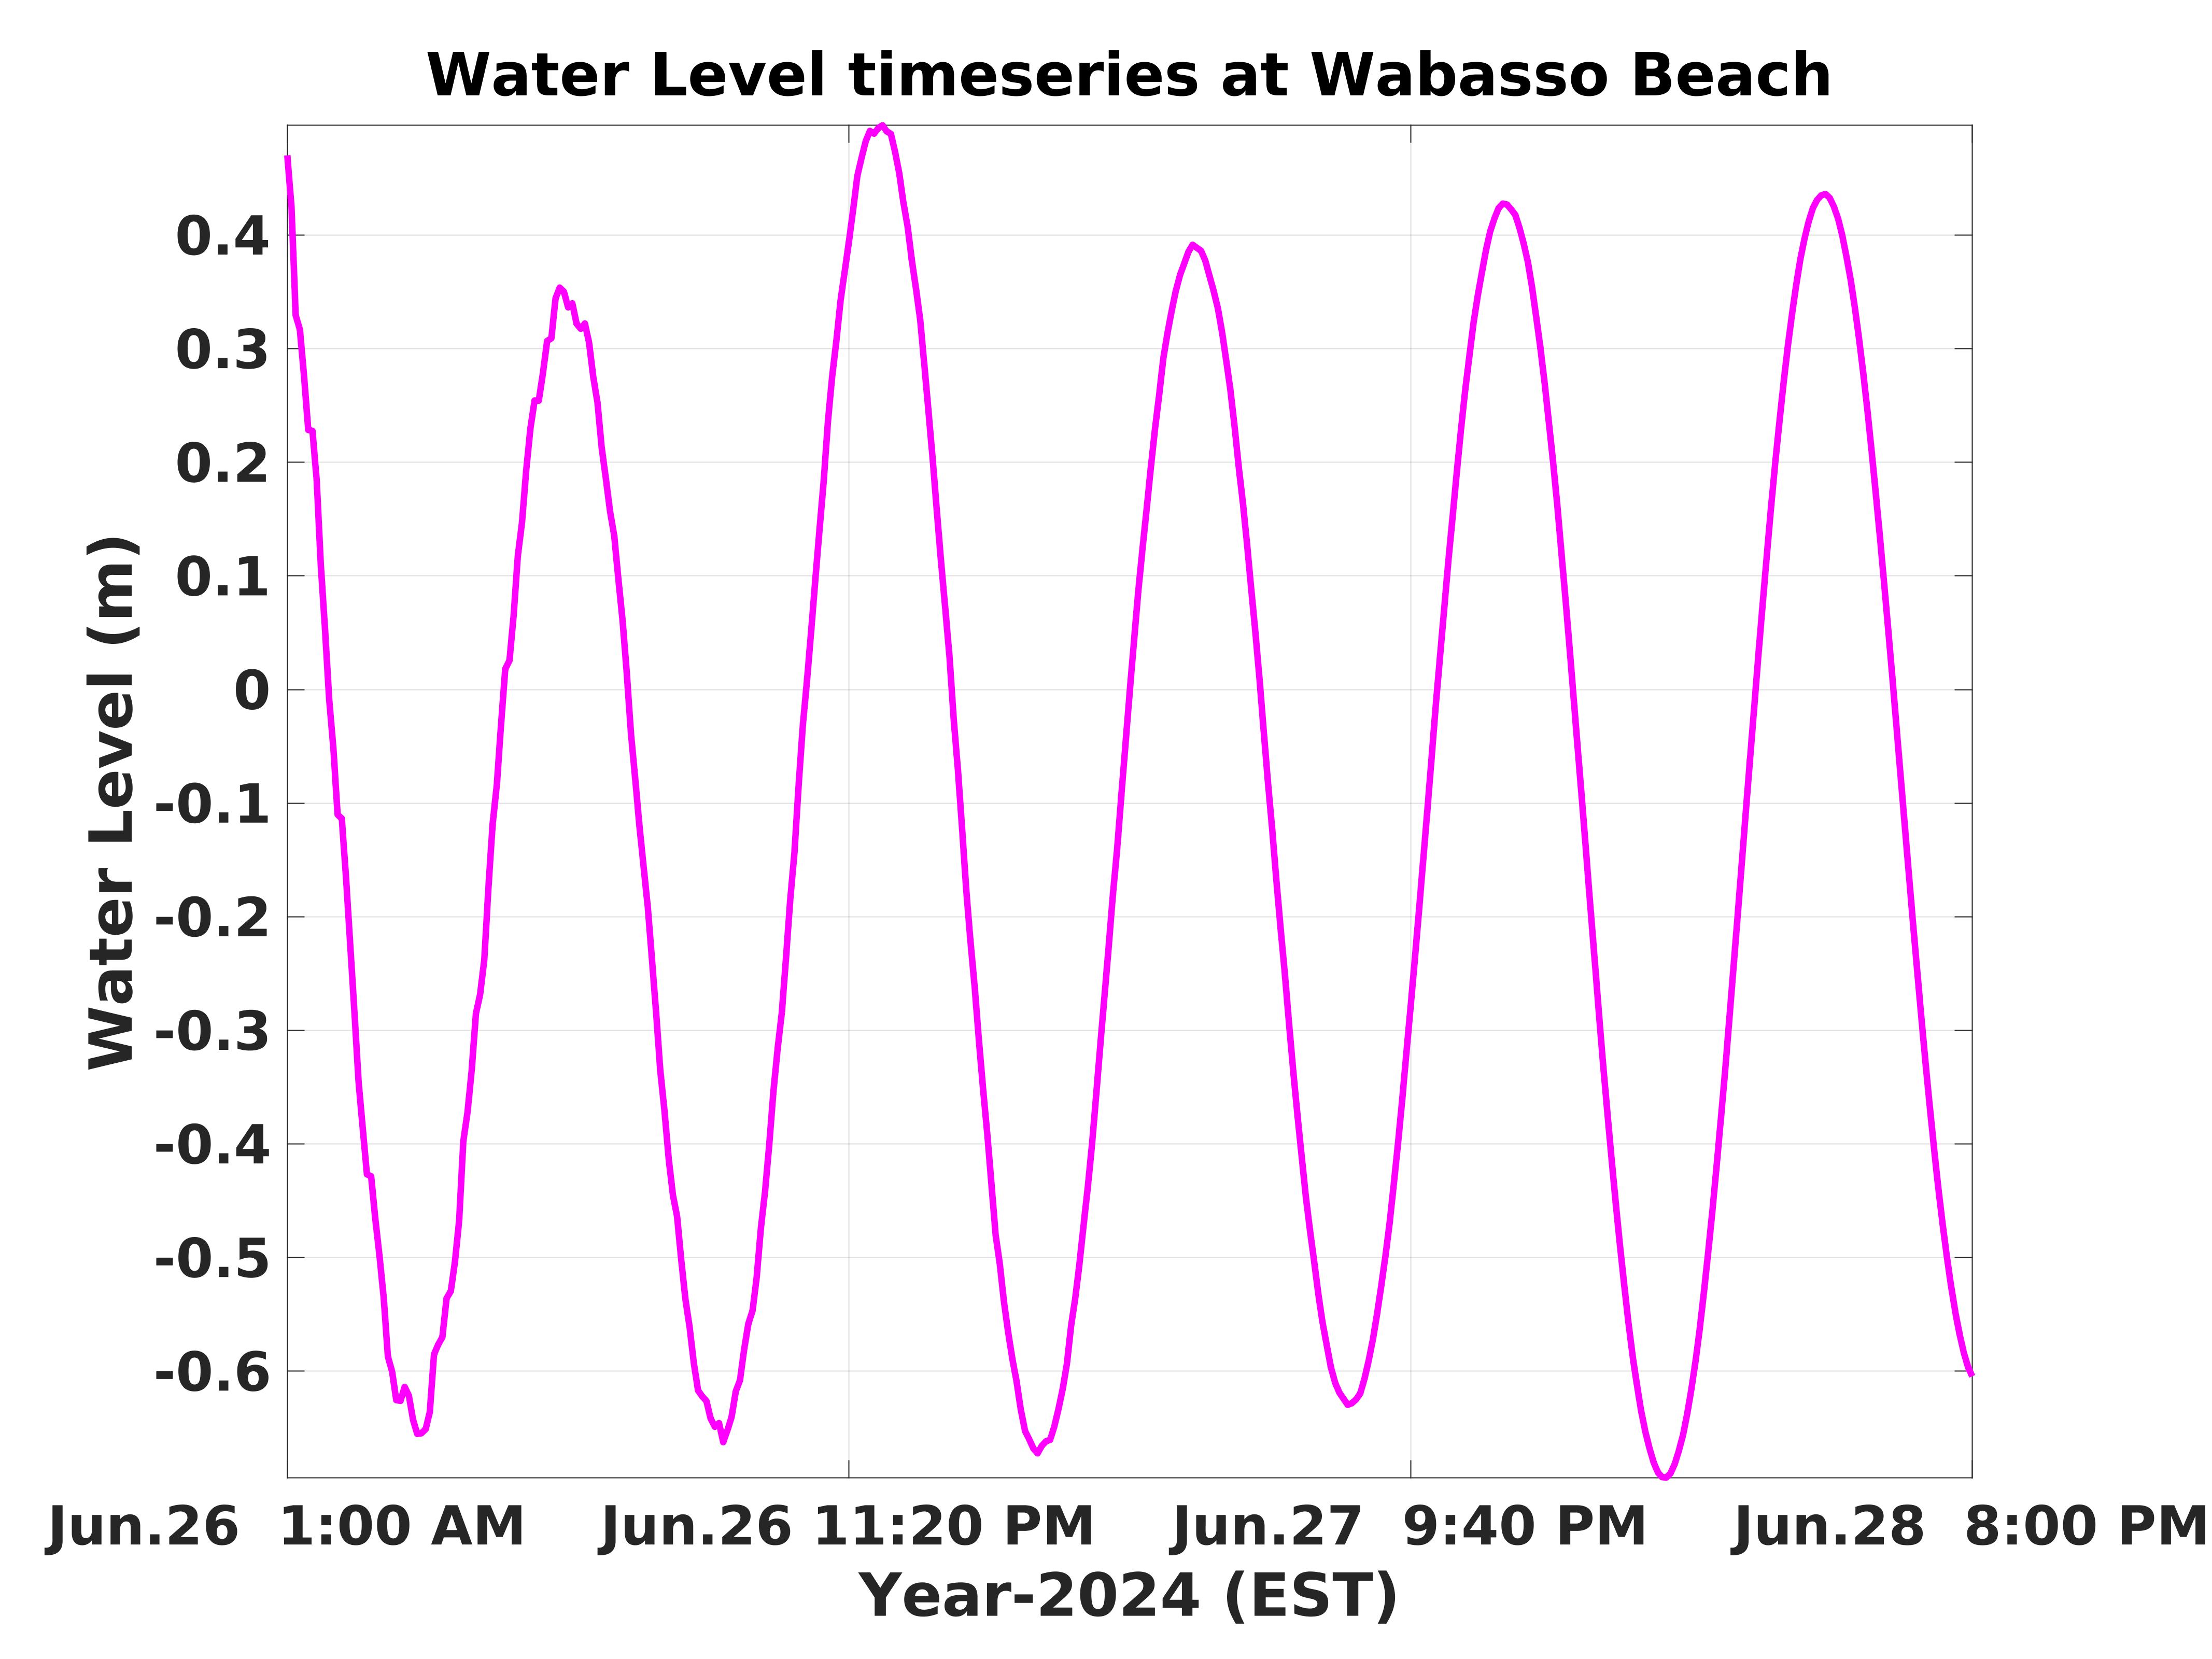 Water Level timeseries at Wabasso Beach
Water Level (m)
0.4
0.3
0.2
0.1
0
-0.1
-0.2
-0.3
-0.4
-0.5
-0.6
Jun.26 1:00 AM Jun.26 11:20 PM Jun.27 9:40 PM Jun.28 8:00 PM
Year-2024 (EST)